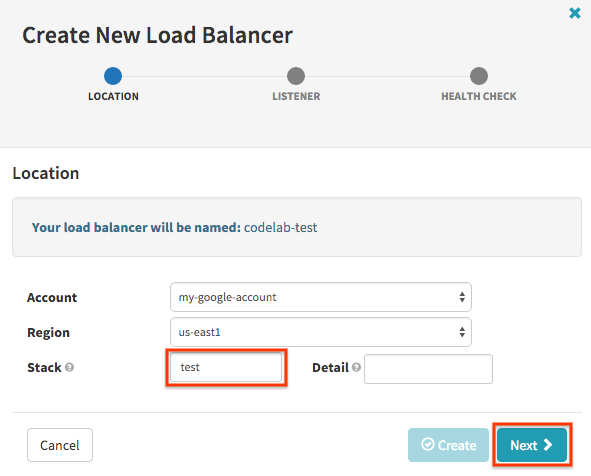 Create New Load Balancer
LOCATION LISTENER HEALTH CHECK
Location
Your load balancer will be named: codelab-test
Account my-google-account
Region us-east1
Stack ? test Detail ?
Cancel Create Next